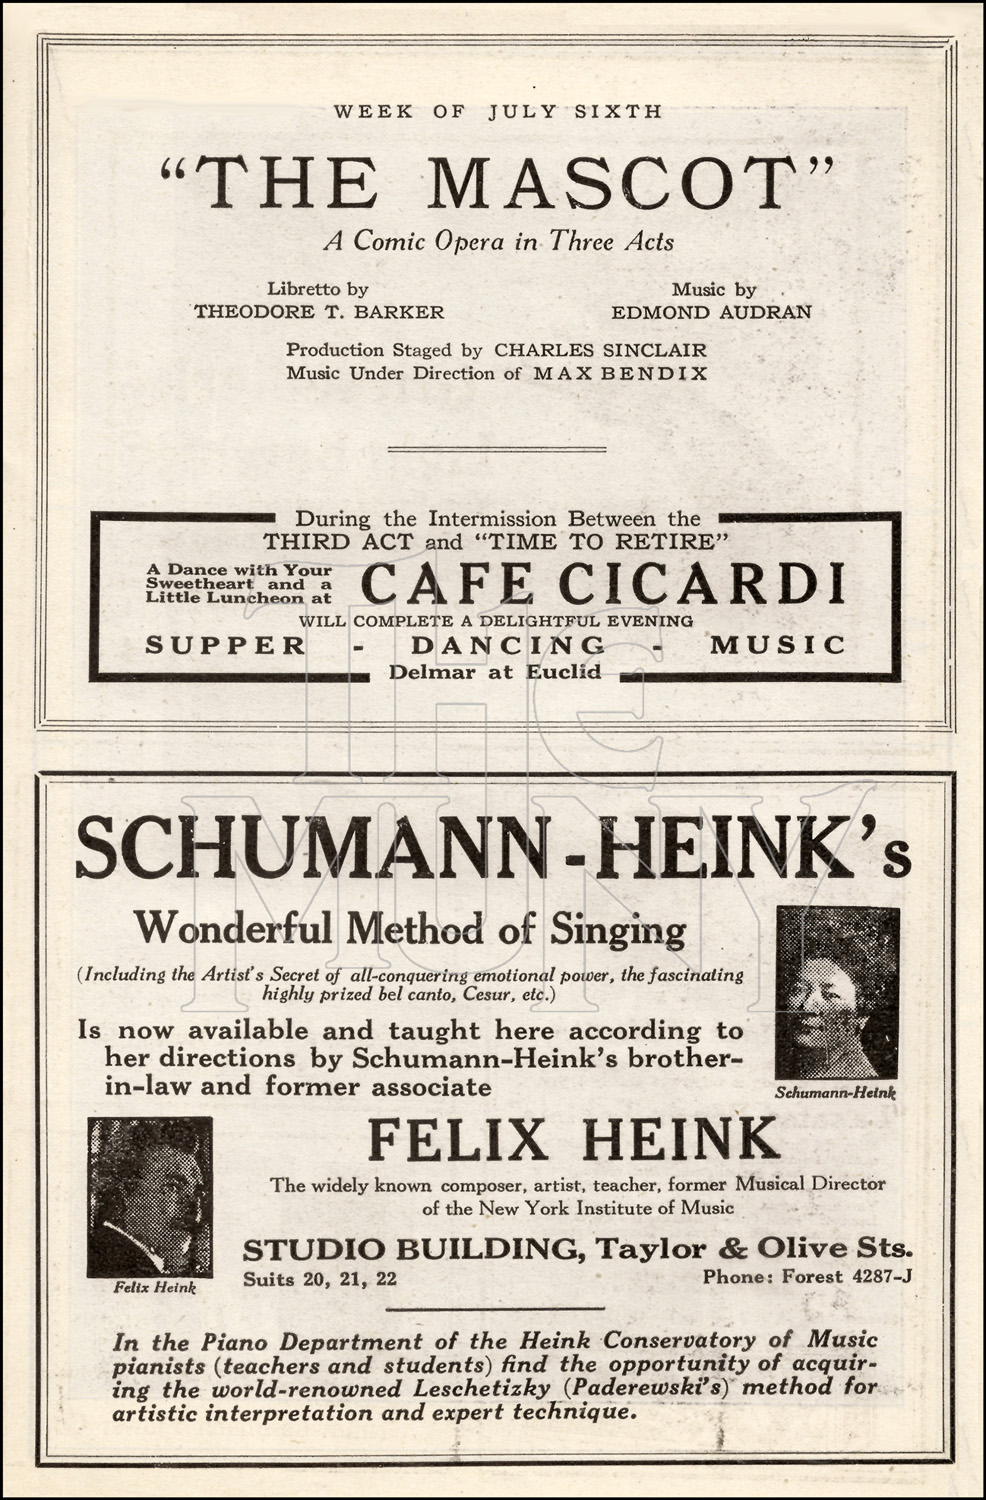 WEEK OF JULY SIXTH
“THE MASCOT”
A Comic Opera in Three Acts
Libretto by
THEODORE T. BARKER
Music by
EDMOND AUDRAN
Production Staged by CHARLES SINCLAIR
Music Under Direction of MAX BENDIX
During the Intermission Between the
THIRD ACT and “TIME TO RETIRE”
A Dance with Your
Sweetheart and a
Little Luncheon at
CAFE CICARDI
WILL COMPLETE A DELIGHTFUL EVENING
SUPPER - DANCING - MUSIC
Delmar at Euclid
THE
MUNY
SCHUMANN-HEINK’s
Wonderful Method of Singing
(Including the Artist’s Secret of all-conquering emotional power, the fascinating
highly prized bel canto, Cesur, etc.)
Is now available and taught here according to
her directions by Schumann-Heink’s brother-
in-law and former associate
Schumann-Heink
FELIX HEINK
The widely known composer, artist, teacher, former Musical Director
of the New York Institute of Music
STUDIO BUILDING, Taylor & Olive Sts.
Suits 20, 21, 22
Phone: Forest 4287-J
Felix Heink
In the Piano Department of the Heink Conservatory of Music
pianists (teachers and students) find the opportunity of acquir-
ing the world-renowned Leschetizky (Paderewski’s) method for
artistic interpretation and expert technique.